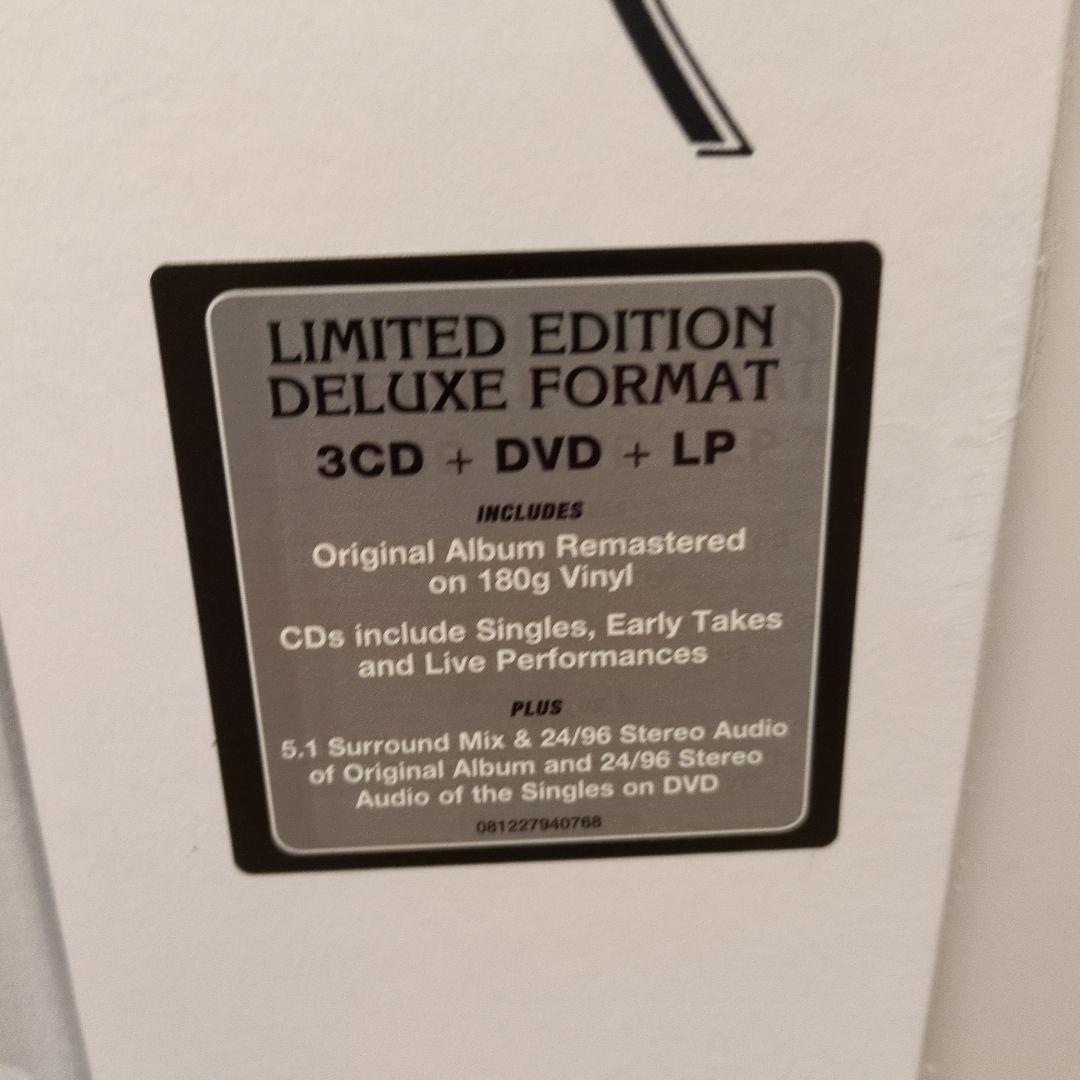 LIMITED EDITION
DELUXE FORMAT
3CD + DVD + LP
INCLUDES
Original Album Remastered
on 180g Vinyl
CDs include Singles, Early Takes
and Live Performances
PLUS
5.1 Surround Mix & 24/96 Stereo Audio
of Original Album and 24/96 Stereo
Audio of the Singles on DVD
081227940768